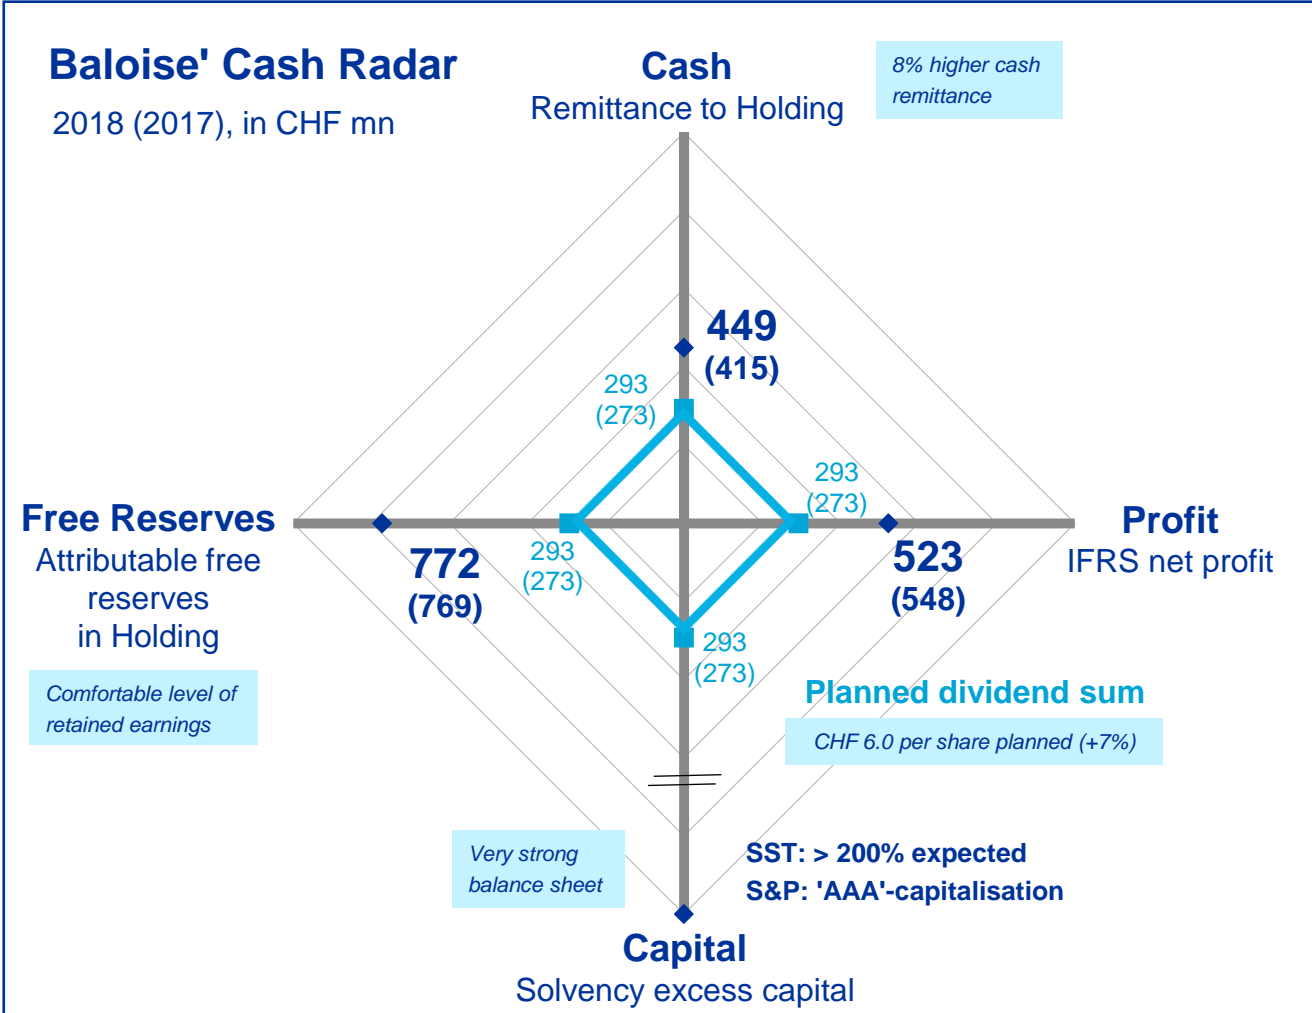 Baloise' Cash Radar
2018 (2017), in CHF mn
Cash
Remittance to Holding
8% higher cash
remittance
449
(415)
293
(273)
293
(273)
Free Reserves
Attributable free
reserves
in Holding
772
(769)
293
(273)
523
(548)
Profit
IFRS net profit
Comfortable level of
retained earnings
293
(273)
Planned dividend sum
CHF 6.0 per share planned (+7%)
Very strong
balance sheet
SST: > 200% expected
S&P: 'AAA'-capitalisation
Capital
Solvency excess capital